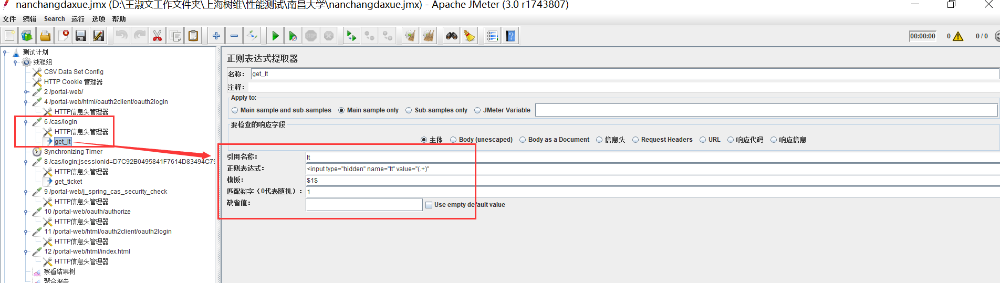 nanchangdaxue.jmx (D:\王淑文工作文件夹\上海树维\性能测试\南昌大学\nanchangdaxue.jmx) - Apache JMeter (3.0 r1743807)
文件 编辑 Search 运行 选项 帮助
STOP
00:00:00 0 0 / 0
测试计划
线程组
CSV Data Set Config
HTTP Cookie 管理器
2 /portal-web/
4 /portal-web/html/oauth2client/oauth2login
HTTP信息头管理器
6 /cas/login
HTTP信息头管理器
get_lt
Synchronizing Timer
8 /cas/login;jsessionid=D7C92B0495841F7614D83494C79
HTTP信息头管理器
get_ticket
9 /portal-web/j_spring_cas_security_check
HTTP信息头管理器
10 /portal-web/oauth/authorize
HTTP信息头管理器
11 /portal-web/html/oauth2client/oauth2login
HTTP信息头管理器
12 /portal-web/html/index.html
HTTP信息头管理器
察看结果树
聚合报告
正则表达式提取器
名称： get_lt
注释：
Apply to:
Main sample and sub-samples Main sample only Sub-samples only JMeter Variable
要检查的响应字段
主体 Body (unescaped) Body as a Document 信息头 Request Headers URL 响应代码 响应信息
引用名称： lt
正则表达式： <input type="hidden" name="lt" value="(.+)"
模板： $1$
匹配数字（0代表随机）： 1
缺省值： Use empty default value